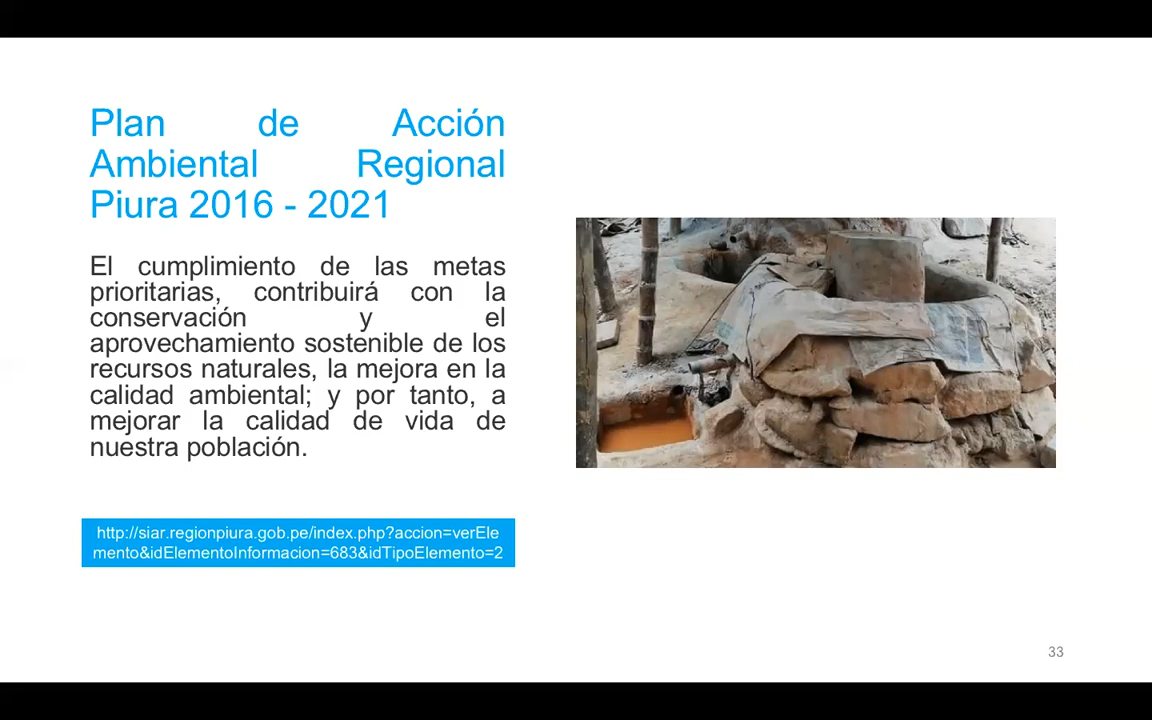 Plan de Acción
Ambiental Regional
Piura 2016 - 2021
El cumplimiento de las metas
prioritarias, contribuirá con la
conservación y el
aprovechamiento sostenible de los
recursos naturales, la mejora en la
calidad ambiental; y por tanto, a
mejorar la calidad de vida de
nuestra población.
http://siar.regionpiura.gob.pe/index.php?accion=verEle
mento&idElementoInformacion=683&idTipoElemento=2
33